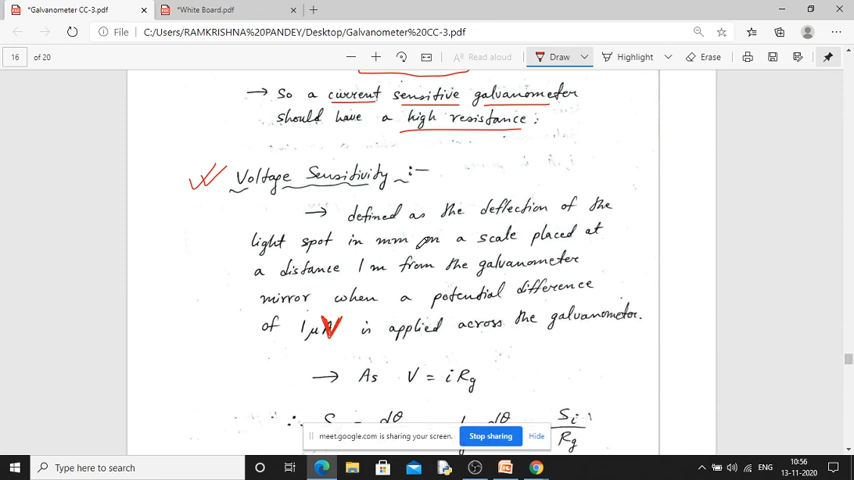 *Galvanometer CC-3.pdf
*White Board.pdf
C:/Users/RAMKRISHNA%20PANDEY/Desktop/Galvanometer%20CC-3.pdf
16 of 20
Read aloud
Draw
Highlight
Erase
→ So a current sensitive galvanometer
should have a high resistance.
Voltage Sensitivity :-
→ defined as the deflection of the
light spot in mm on a scale placed at
a distance 1m from the galvanometer
mirror when a potential difference
of 1μV is applied across the galvanometer.
→ As V = i Rg
∴ dθ 1 dθ Si
Rg
meet.google.com is sharing your screen.
Stop sharing
Hide
Type here to search
ENG
10:56
13-11-2020